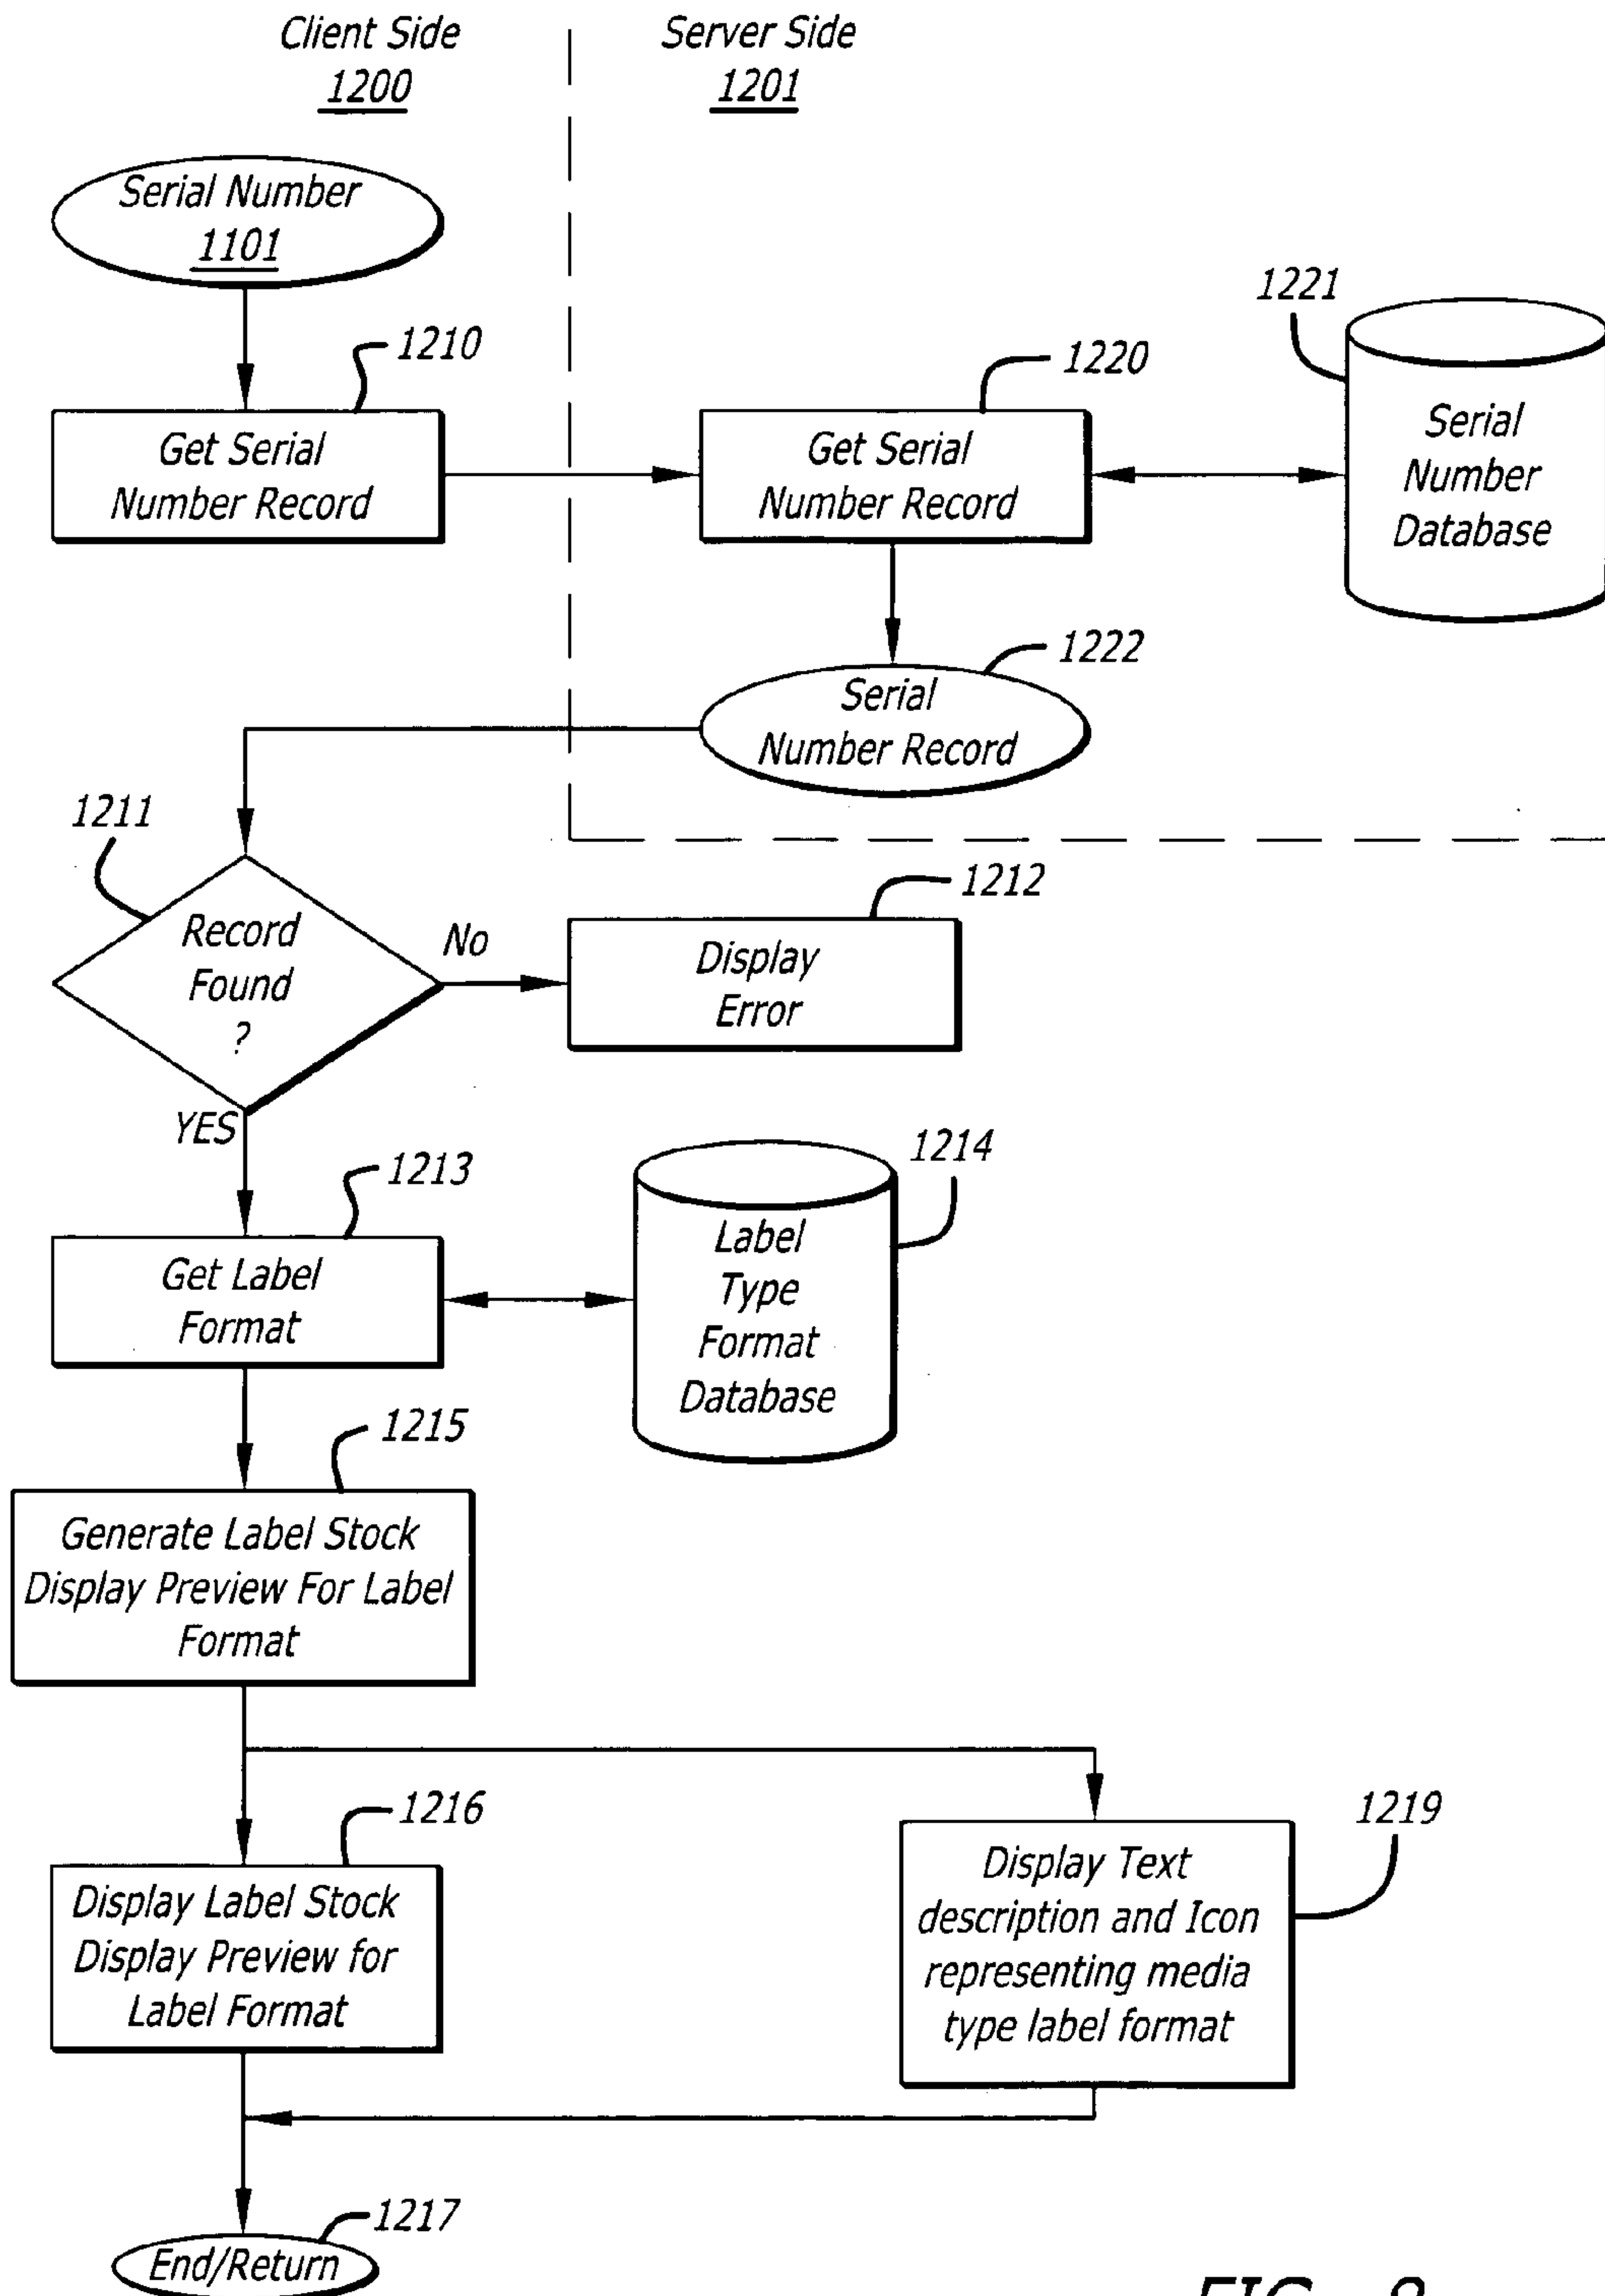 Client Side
1200
Server Side
1201
Serial Number
1101
1210
Get Serial
Number Record
1220
Get Serial
Number Record
1221
Serial
Number
Database
1222
Serial
Number Record
1211
Record
Found
?
No
1212
Display
Error
YES
1213
Get Label
Format
1214
Label
Type
Format
Database
1215
Generate Label Stock
Display Preview For Label
Format
1216
Display Label Stock
Display Preview for
Label Format
1219
Display Text
description and Icon
representing media
type label format
1217
End/Return